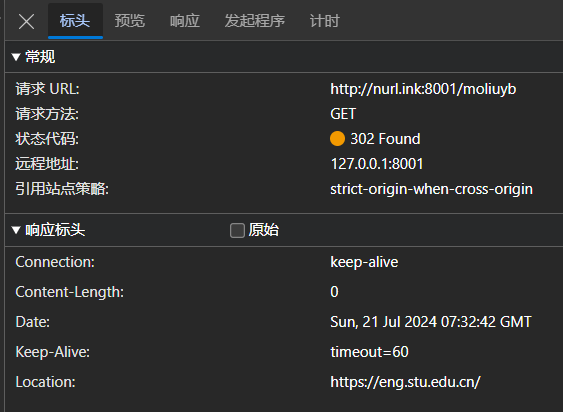 标头 预览 响应 发起程序 计时
常规
请求 URL: http://nurl.ink:8001/moliuyb
请求方法: GET
状态代码: 302 Found
远程地址: 127.0.0.1:8001
引用站点策略: strict-origin-when-cross-origin
响应标头 原始
Connection: keep-alive
Content-Length: 0
Date: Sun, 21 Jul 2024 07:32:42 GMT
Keep-Alive: timeout=60
Location: https://eng.stu.edu.cn/